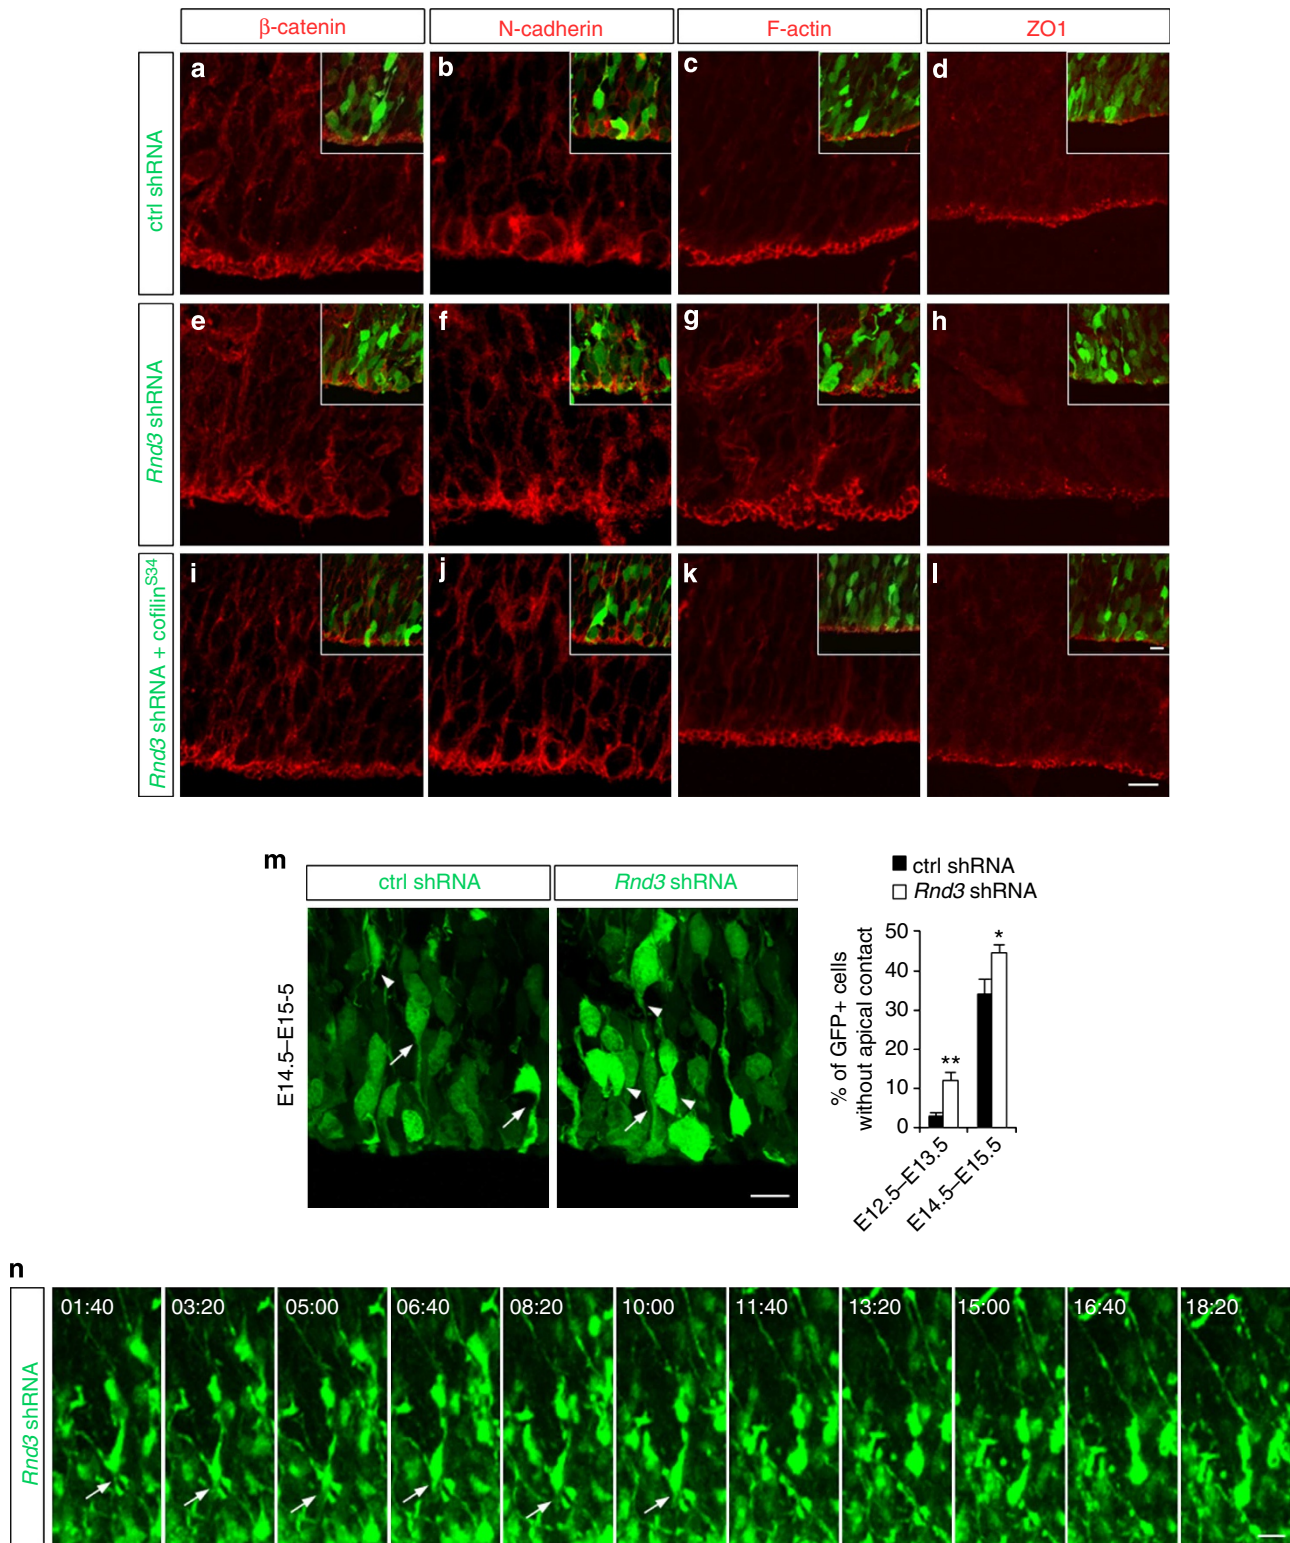 β-catenin
N-cadherin
F-actin
ZO1
ctrl shRNA
a
b
c
d
Rnd3 shRNA
e
f
g
h
Rnd3 shRNA + cofilinS34
i
j
k
l
m
ctrl shRNA
Rnd3 shRNA
E14.5–E15-5
ctrl shRNA
Rnd3 shRNA
% of GFP+ cells
without apical contact
50
40
30
20
10
0
**
*
E12.5–E13.5
E14.5–E15.5
n
Rnd3 shRNA
01:40
03:20
05:00
06:40
08:20
10:00
11:40
13:20
15:00
16:40
18:20